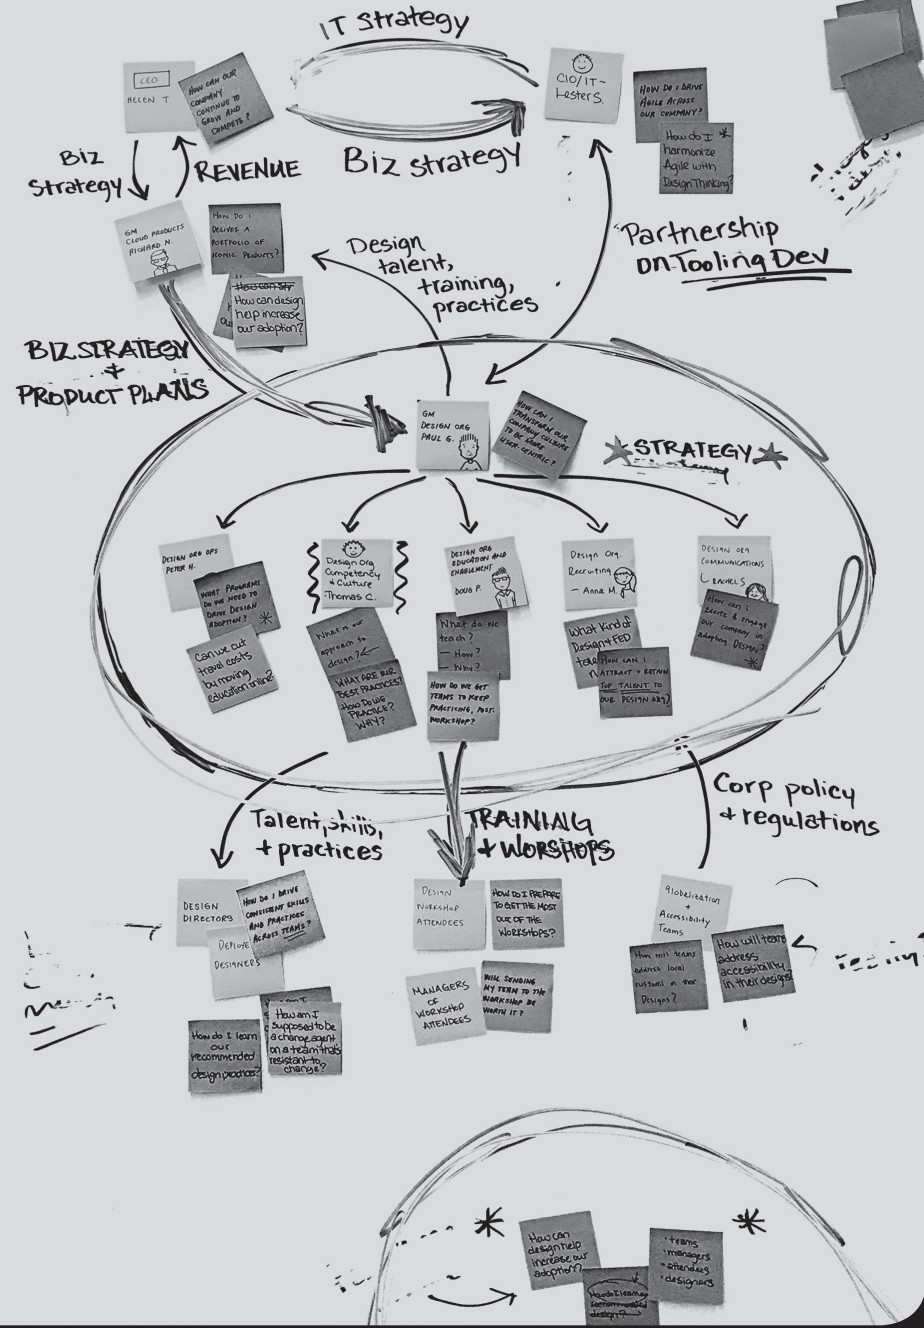 IT Strategy
CEO
HELEN T
HOW CAN OUR
COMPANY
CONTINUE TO
GROW AND
COMPETE?
CIO/IT-
Lester S.
HOW DO I DRIVE
AGILE ACROSS
OUR COMPANY?
How do I
harmonize
Agile with
Design Thinking?
Biz strategy
Biz
Strategy
REVENUE
GM
CLOUD PRODUCTS
RICHARD N.
HOW DO I
DELIVER A
PORTFOLIO OF
ICONIC PRODUCTS?
How can design
help increase
our adoption?
Design
talent,
training,
practices
Partnership
on Tooling Dev
BIZ STRATEGY
+
PRODUCT PLANS
GM
DESIGN ORG
PAUL G.
HOW CAN I
TRANSFORM OUR
COMPANY CULTURE
TO BE MORE
USER CENTRIC?
STRATEGY
DESIGN ORG OPS
PETER H.
WHAT PROGRAMS
DO WE NEED TO
DRIVE DESIGN
ADOPTION?
Can we cut
travel costs
by moving
education online?
Design Org
Competency
+ Culture
- Thomas C.
What is our
approach to
design?
WHAT ARE OUR
BEST PRACTICES?
HOW DO WE
PRACTICE?
WHY?
DESIGN ORG
EDUCATION AND
ENABLEMENT
DOUG P.
What do we
teach?
- How?
- Why?
HOW DO WE GET
TEAMS TO KEEP
PRACTICING, POST-
WORKSHOP?
Design Org.
Recruiting
- Anna M.
What kind of
Design + FED
HOW CAN I
ATTRACT + RETAIN
TOP TALENT TO
OUR DESIGN ORG?
DESIGN ORG
COMMUNICATIONS
RACHEL S
How can I
excite & engage
our company in
adopting DESIGN?
Talent, skills,
+ practices
TRAINING
+ WORSHOPS
Corp policy
+ regulations
DESIGN
DIRECTORS
HOW DO I DRIVE
CONSISTENT SKILLS
AND PRACTICES
ACROSS TEAMS?
DEPLOYE
DESIGNERS
How do I learn
our
recommended
design practices?
How am I
supposed to be
a change agent
on a team that's
resistant to
change?
DESIGN
WORKSHOP
ATTENDEES
HOW DO I PREPARE
TO GET THE MOST
OUT OF THE
WORKSHOPS?
MANAGERS
OF
WORKSHOP
ATTENDEES
WILL SENDING
MY TEAM TO THE
WORKSHOP BE
WORTH IT?
Globalization
+
Accessibility
Teams
How will teams
address local
customs in their
Designs?
How will teams
address
accessibility
in their designs?
How can
design help
increase our
adoption?
· teams
· managers
· attendees
· designers